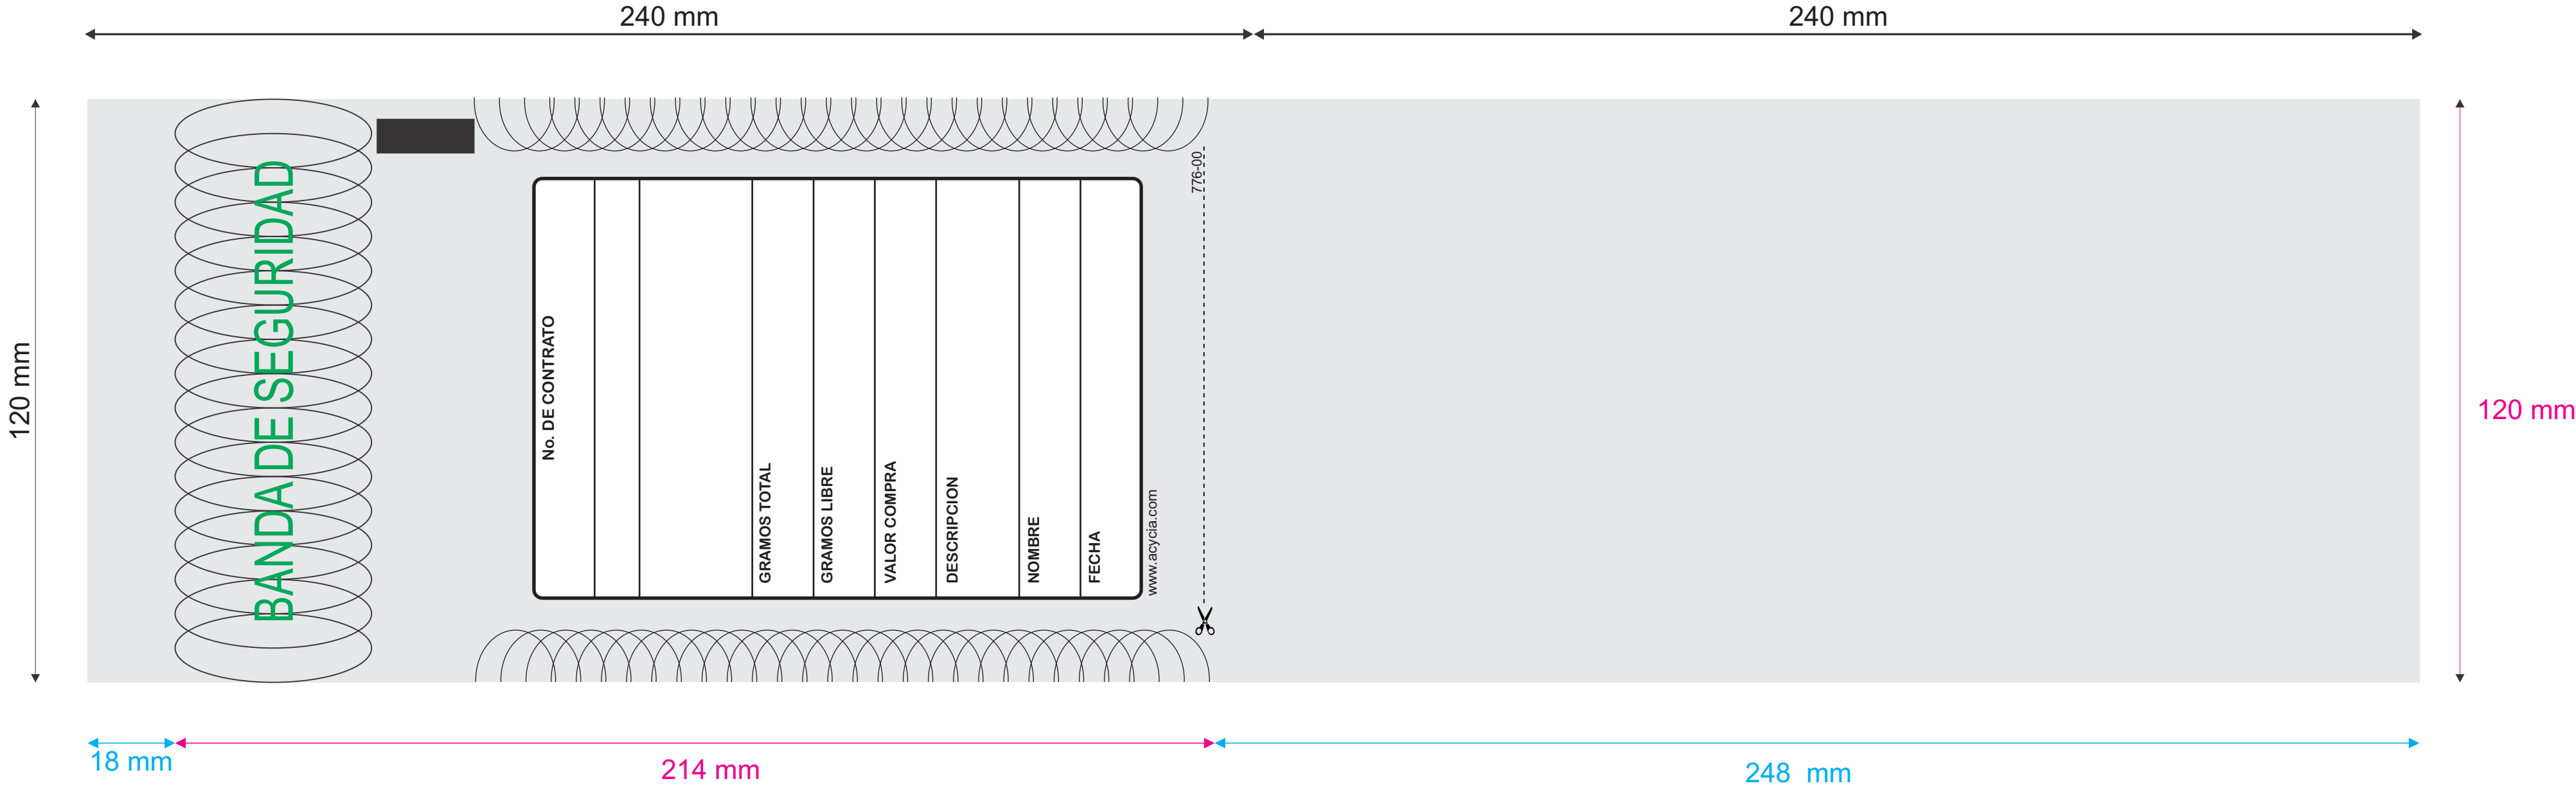 240 mm
240 mm
120 mm
BANDA DE SEGURIDAD
No. DE CONTRATO
GRAMOS TOTAL
GRAMOS LIBRE
VALOR COMPRA
DESCRIPCION
NOMBRE
FECHA
www.acycia.com
776-00
120 mm
18 mm
214 mm
248 mm